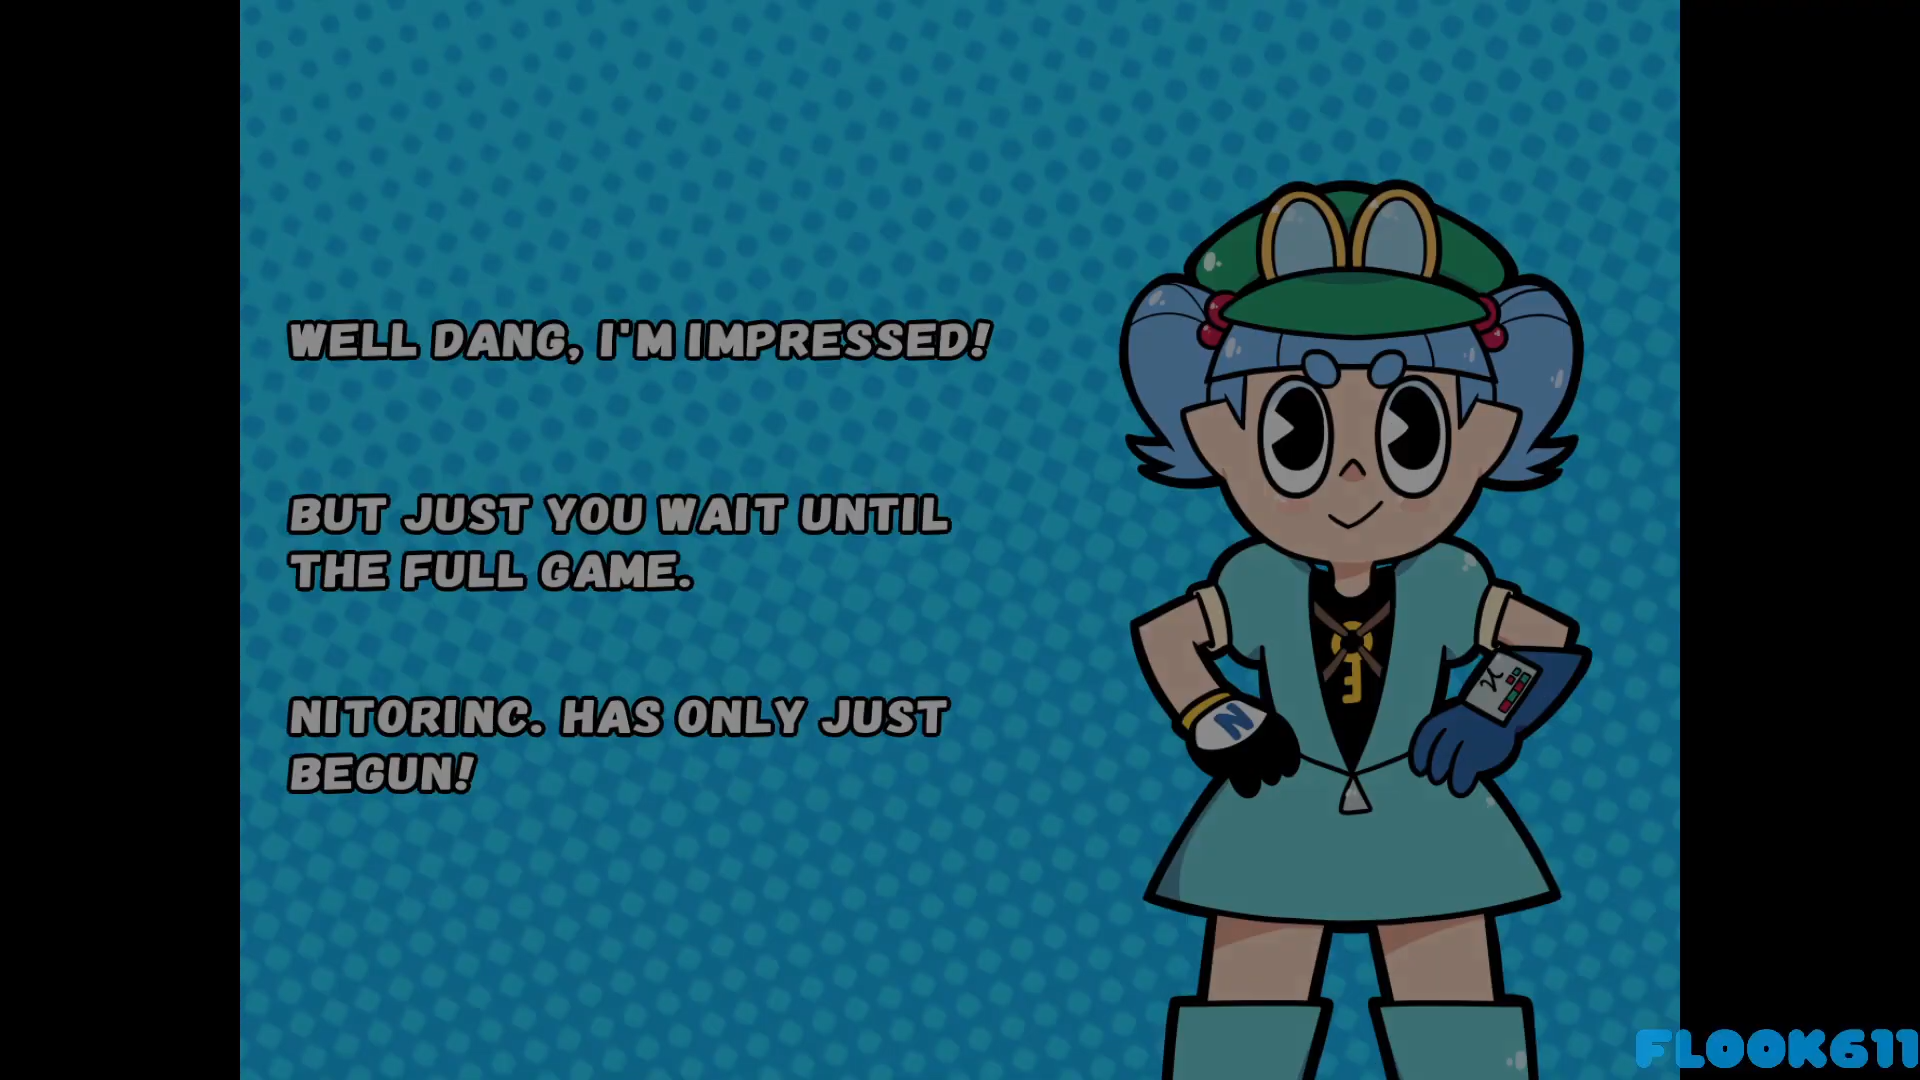 WELL DANG, I'M IMPRESSED!
BUT JUST YOU WAIT UNTIL
THE FULL GAME.
NITORINC. HAS ONLY JUST
BEGUN!
N
FLOOK611